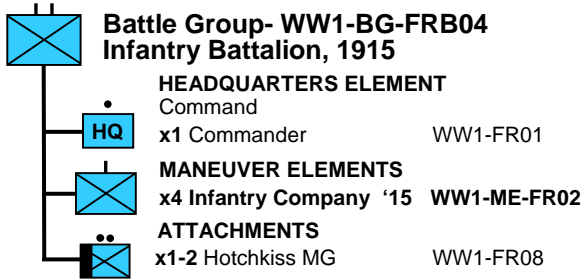 Battle Group- WW1-BG-FRB04
Infantry Battalion, 1915
HEADQUARTERS ELEMENT
Command
HQ x1 Commander WW1-FR01
MANEUVER ELEMENTS
x4 Infantry Company ‘15 WW1-ME-FR02
ATTACHMENTS
x1-2 Hotchkiss MG WW1-FR08